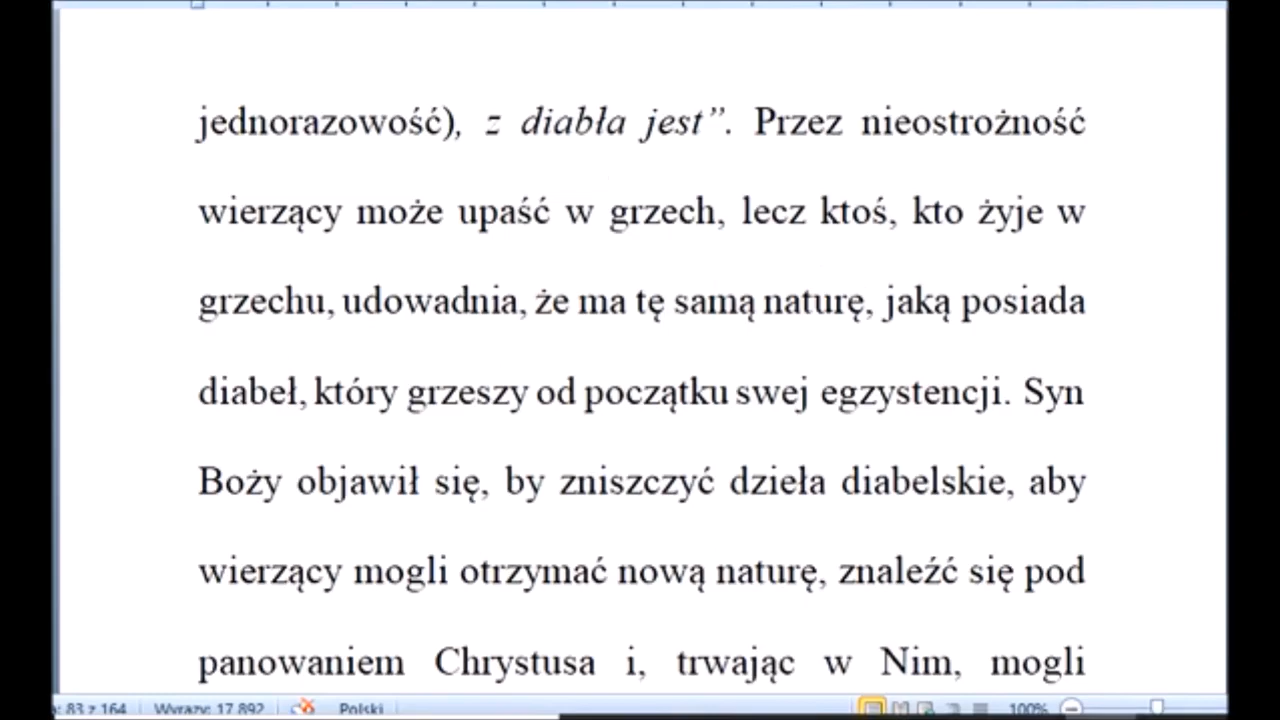 jednorazowość), z diabła jest”. Przez nieostrożność
wierzący może upaść w grzech, lecz ktoś, kto żyje w
grzechu, udowadnia, że ma tę samą naturę, jaką posiada
diabeł, który grzeszy od początku swej egzystencji. Syn
Boży objawił się, by zniszczyć dzieła diabelskie, aby
wierzący mogli otrzymać nową naturę, znaleźć się pod
panowaniem Chrystusa i, trwając w Nim, mogli
: 83 z 164 Wyrazy: 17 892 Polski 100%